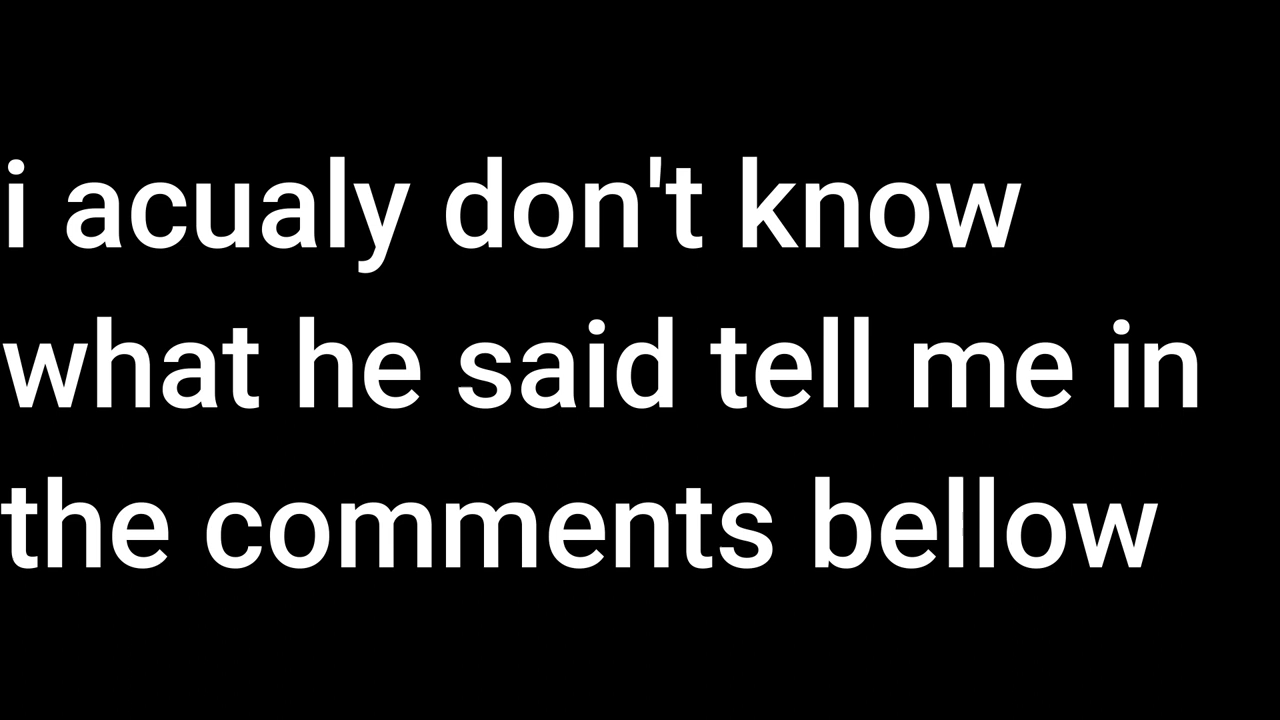 i acualy don't know
what he said tell me in
the comments bellow